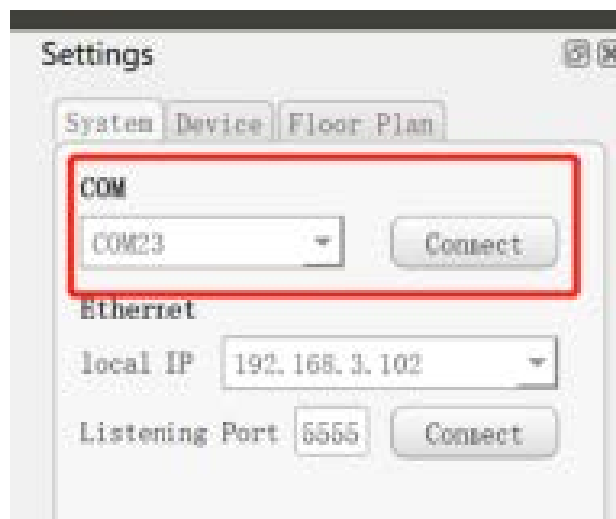 Settings
System Device Floor Plan
COM
COM23 Connect
Ethernet
local IP 192.168.3.102
Listening Port 5555 Connect